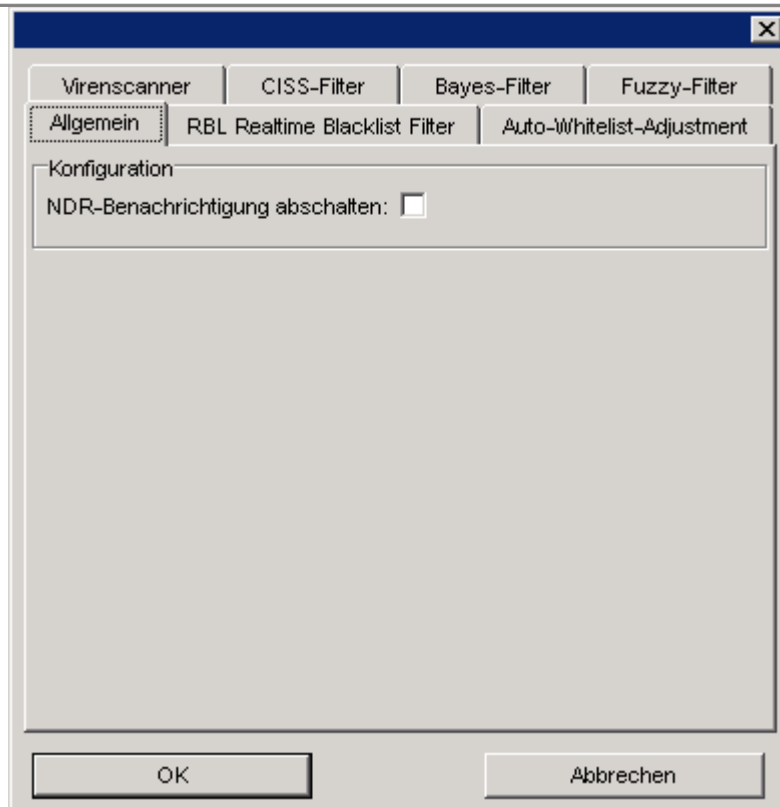 Virenscanner CISS-Filter Bayes-Filter Fuzzy-Filter
Allgemein RBL Realtime Blacklist Filter Auto-Whitelist-Adjustment
Konfiguration
NDR-Benachrichtigung abschalten:
OK Abbrechen